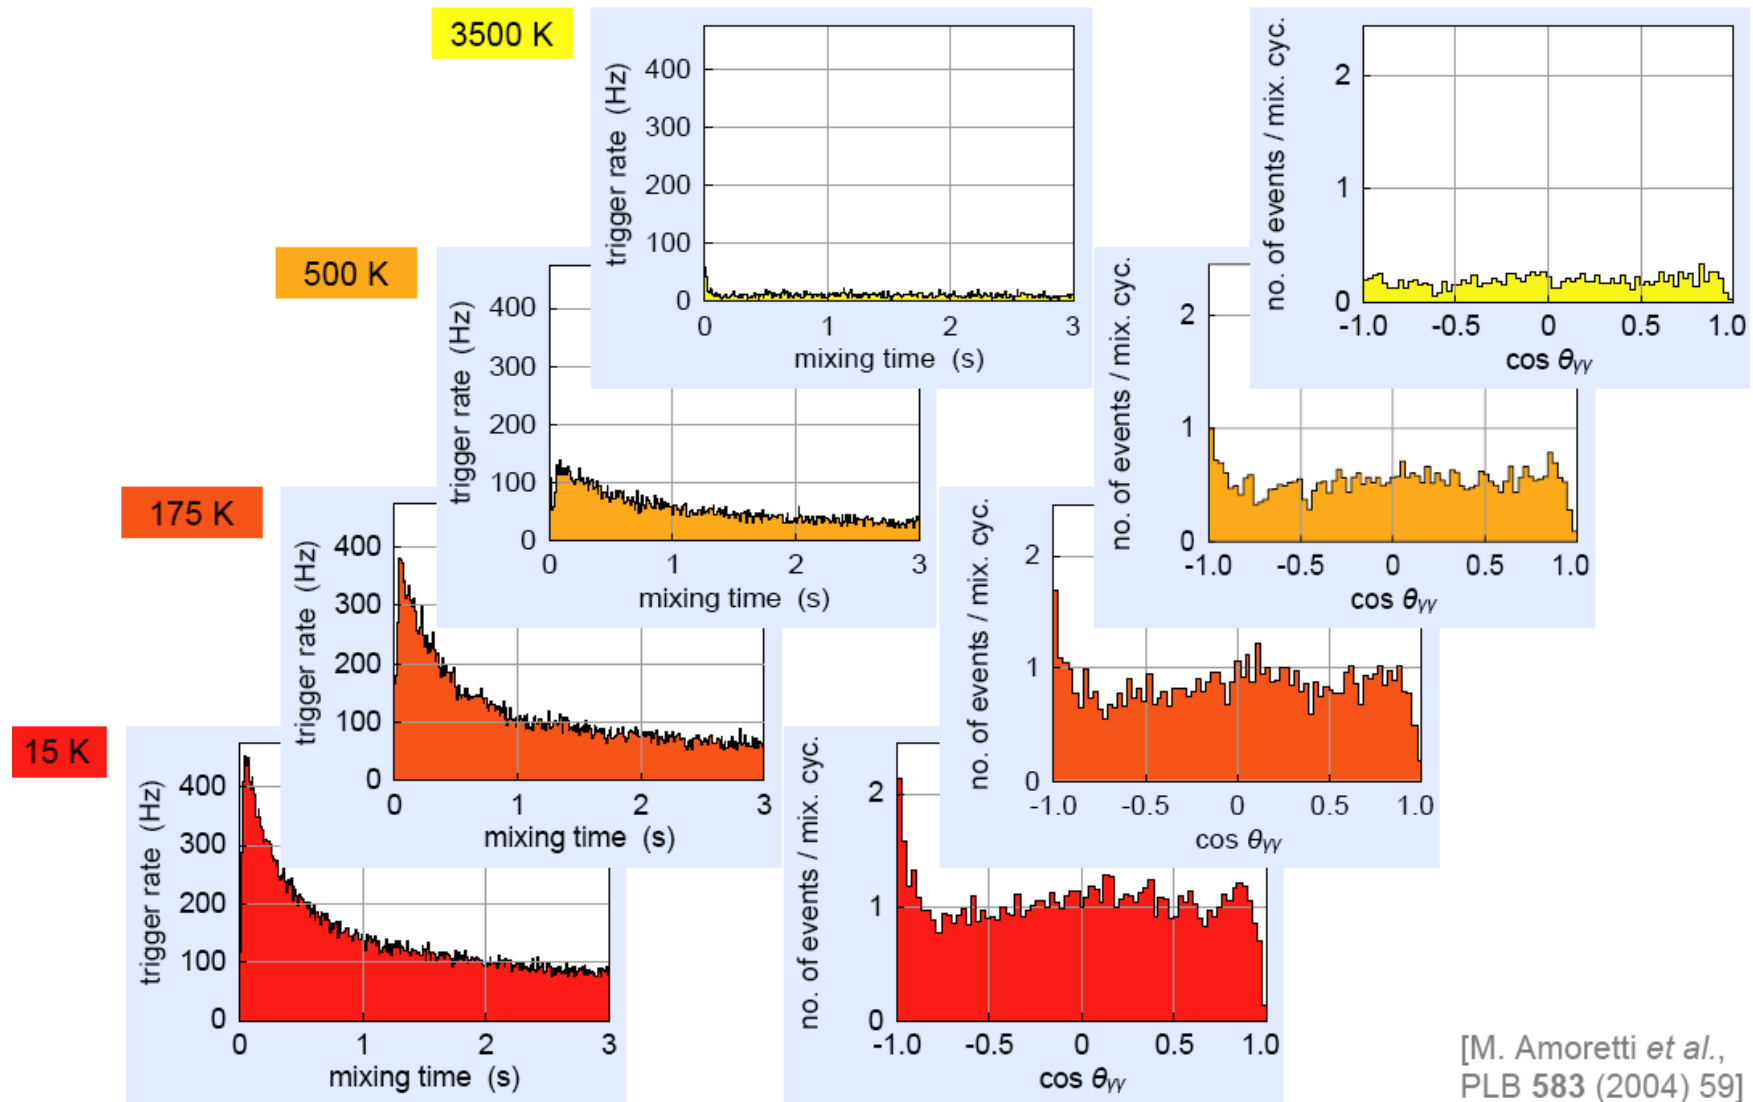 3500 K
trigger rate (Hz)
400
300
200
100
0
0 1 2 3
mixing time (s)
no. of events / mix. cyc.
2
1
0
-1.0 -0.5 0 0.5 1.0
cos θγγ
500 K
trigger rate (Hz)
400
300
200
100
0
0 1 2 3
mixing time (s)
no. of events / mix. cyc.
2
1
0
-1.0 -0.5 0 0.5 1.0
cos θγγ
175 K
trigger rate (Hz)
400
300
200
100
0
0 1 2 3
mixing time (s)
no. of events / mix. cyc.
2
1
0
-1.0 -0.5 0 0.5 1.0
cos θγγ
15 K
trigger rate (Hz)
400
300
200
100
0
0 1 2 3
mixing time (s)
no. of events / mix. cyc.
2
1
0
-1.0 -0.5 0 0.5 1.0
cos θγγ
[M. Amoretti et al.,
PLB 583 (2004) 59]